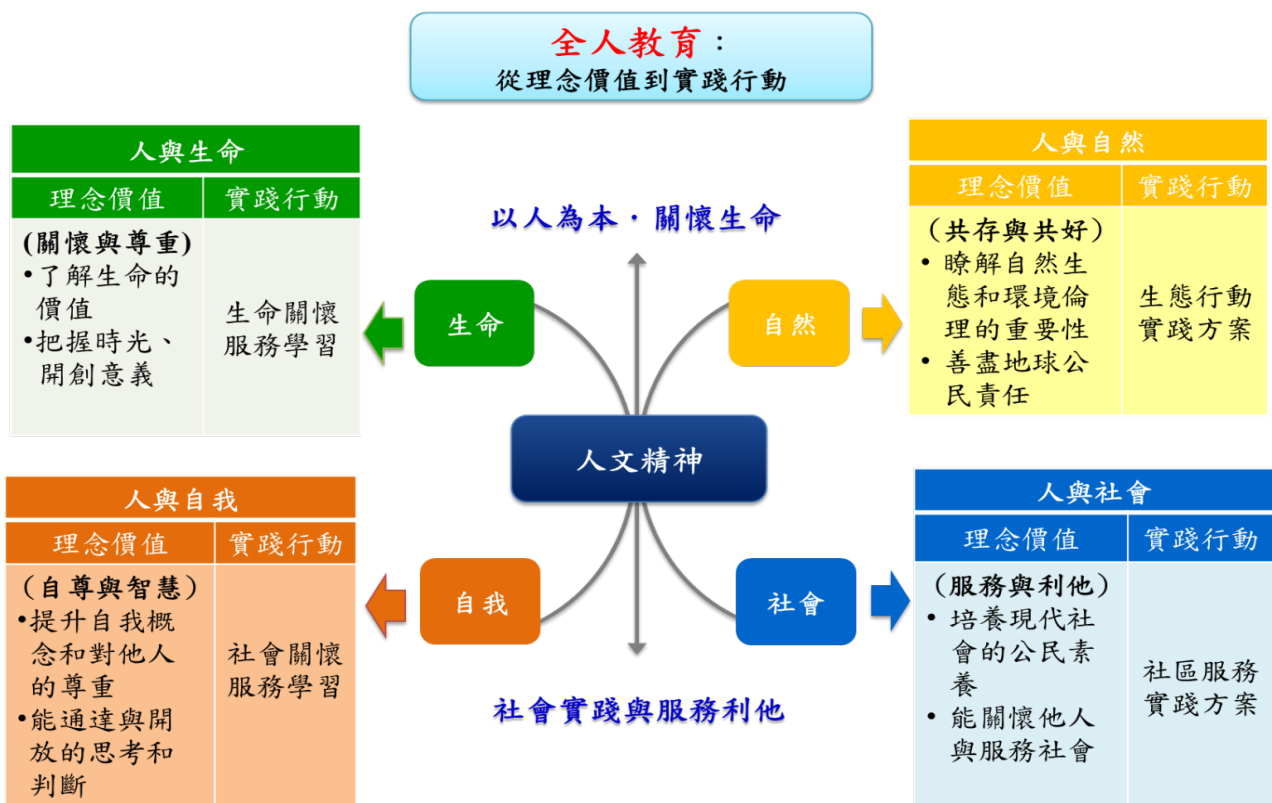 全人教育：
從理念價值到實踐行動
人與生命
理念價值
實踐行動
(關懷與尊重)
•了解生命的
價值
•把握時光、
開創意義
生命關懷
服務學習
人與自然
理念價值
實踐行動
（共存與共好）
• 瞭解自然生
態和環境倫
理的重要性
• 善盡地球公
民責任
生態行動
實踐方案
以人為本．關懷生命
生命
自然
人文精神
自我
社會
社會實踐與服務利他
人與自我
理念價值
實踐行動
（自尊與智慧）
•提升自我概
念和對他人
的尊重
•能通達與開
放的思考和
判斷
社會關懷
服務學習
人與社會
理念價值
實踐行動
（服務與利他）
• 培養現代社
會的公民素
養
• 能關懷他人
與服務社會
社區服務
實踐方案